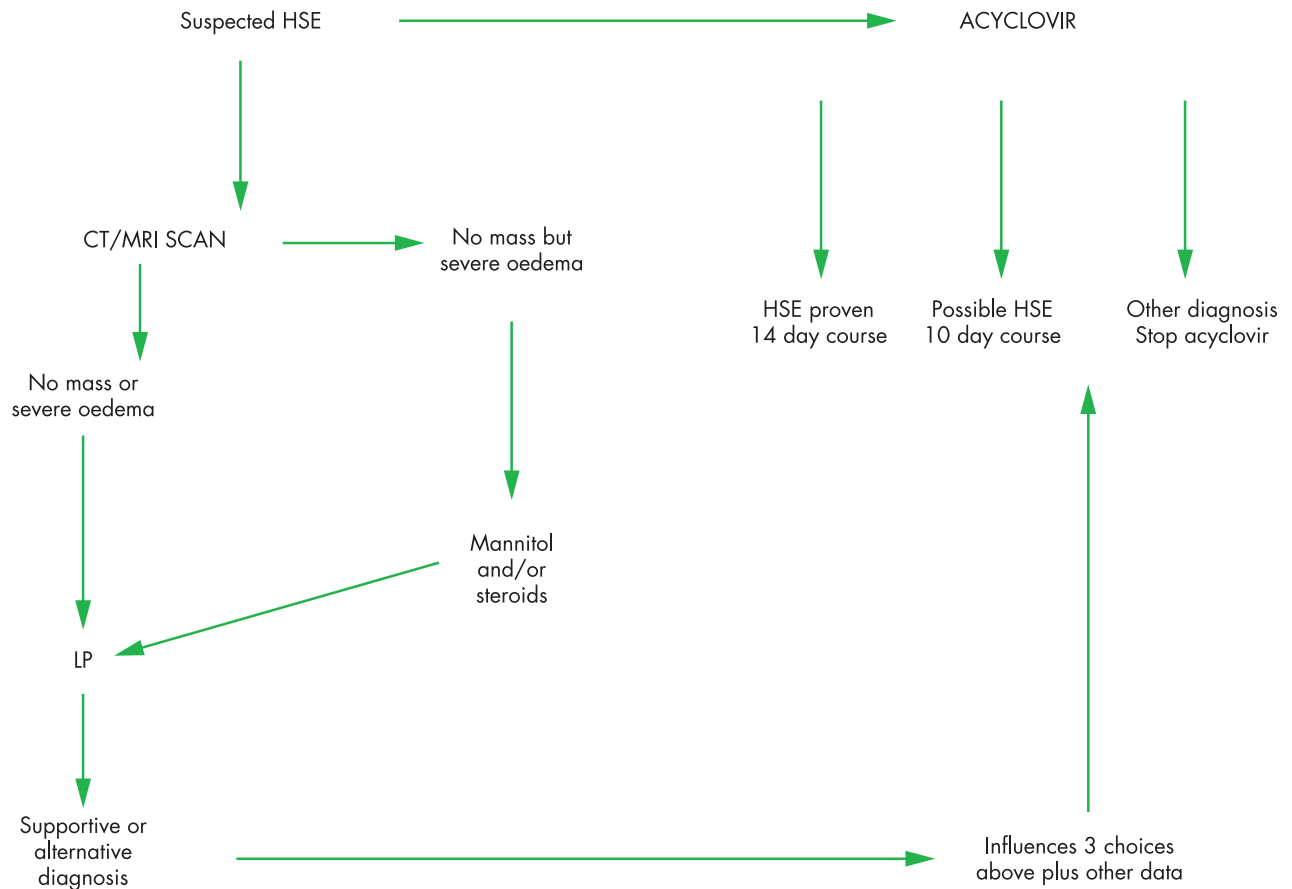 Suspected HSE
ACYCLOVIR
CT/MRI SCAN
No mass but
severe oedema
HSE proven
14 day course
Possible HSE
10 day course
Other diagnosis
Stop acyclovir
No mass or
severe oedema
Mannitol
and/or
steroids
LP
Supportive or
alternative
diagnosis
Influences 3 choices
above plus other data